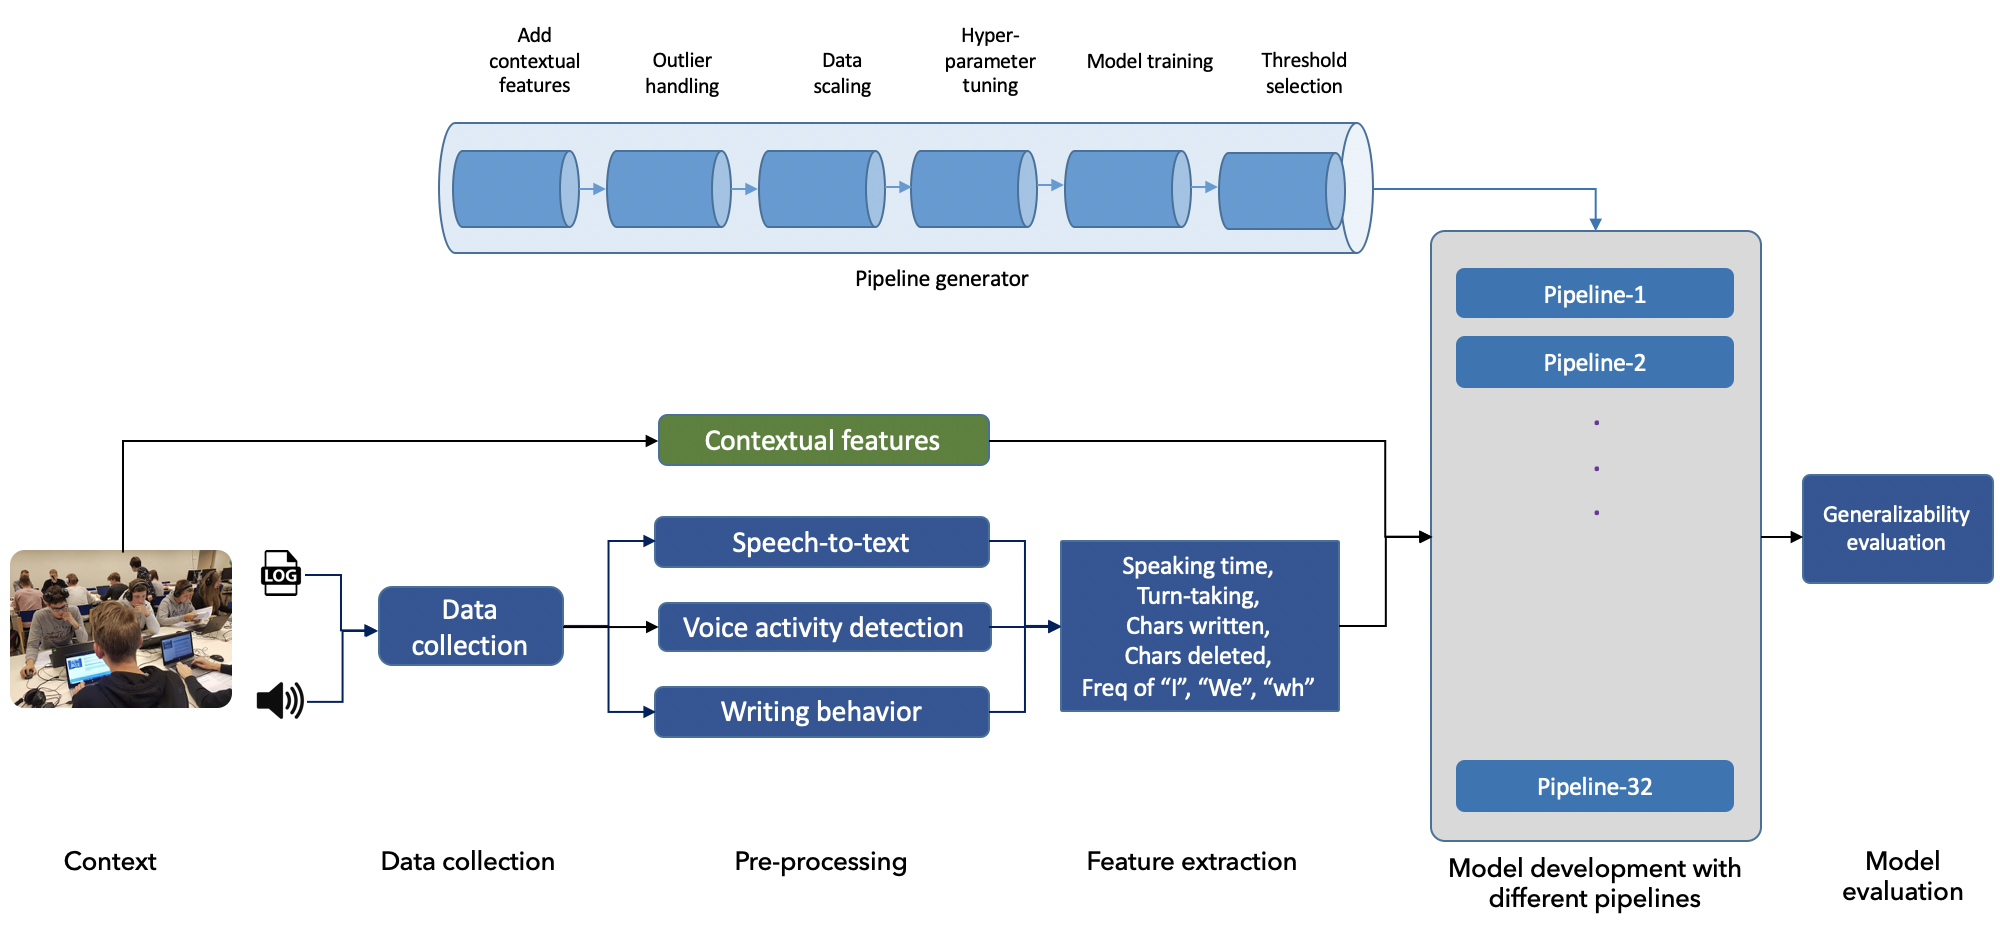 Add
contextual
features
Outlier
handling
Data
scaling
Hyper-
parameter
tuning
Model training
Threshold
selection
Pipeline generator
Pipeline-1
Pipeline-2
Contextual features
Speech-to-text
Voice activity detection
Writing behavior
LOG
Data
collection
Speaking time,
Turn-taking,
Chars written,
Chars deleted,
Freq of “I”, “We”, “wh”
Pipeline-32
Generalizability
evaluation
Context
Data collection
Pre-processing
Feature extraction
Model development with
different pipelines
Model
evaluation